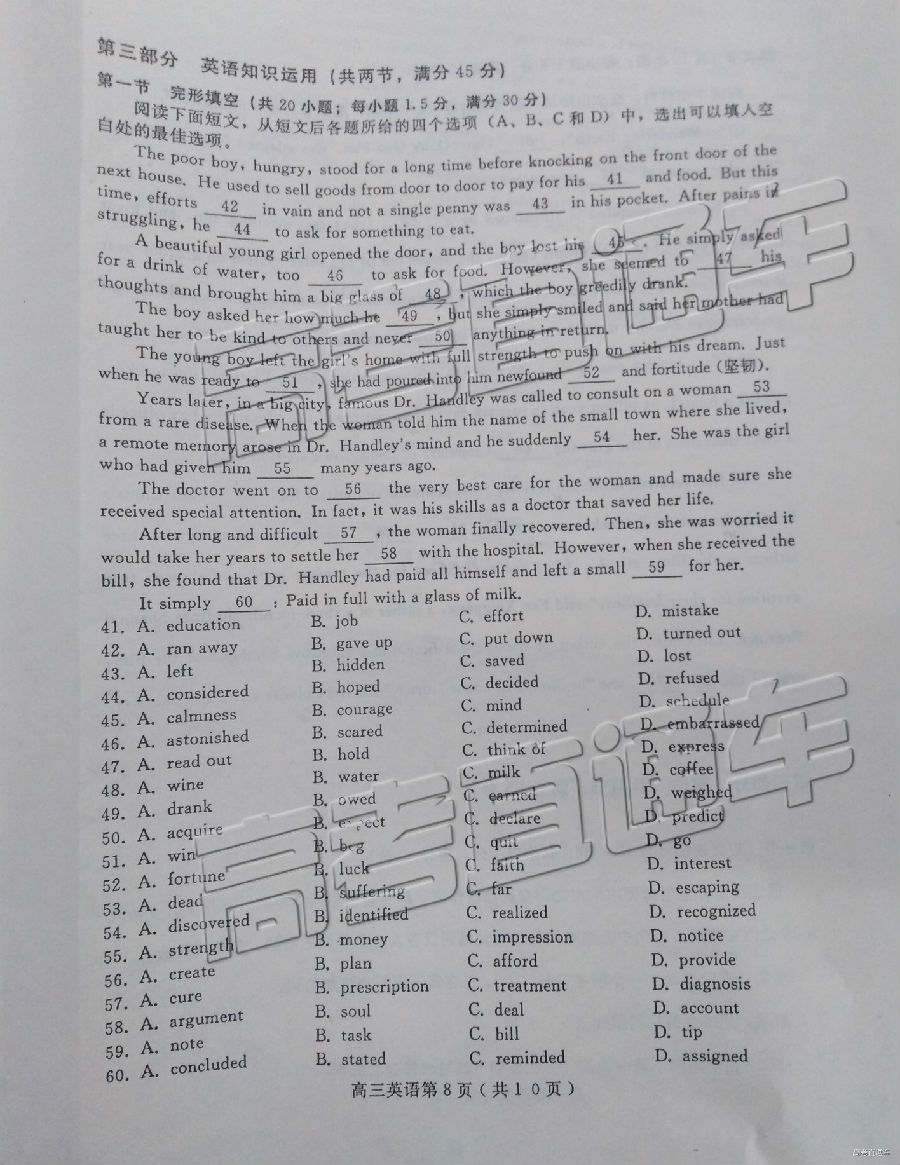 第三部分 英语知识运用（共两节，满分 45 分）
第一节 完形填空（共 20 小题；每小题 1.5 分，满分 30 分）
阅读下面短文，从短文后各题所给的四个选项（A、B、C 和 D）中，选出可以填入空
白处的最佳选项。
The poor boy, hungry, stood for a long time before knocking on the front door of the
next house. He used to sell goods from door to door to pay for his 41 and food. But this
time, efforts 42 in vain and not a single penny was 43 in his pocket. After pains in
struggling, he 44 to ask for something to eat.
A beautiful young girl opened the door, and the boy lost his 45 . He simply asked
for a drink of water, too 46 to ask for food. However, she seemed to 47 his
thoughts and brought him a big glass of 48 , which the boy greedily drank.
The boy asked her how much he 49 , but she simply smiled and said her mother had
taught her to be kind to others and never 50 anything in return.
The young boy left the girl's home with full strength to push on with his dream. Just
when he was ready to 51 , she had poured into him newfound 52 and fortitude（坚韧）.
Years later, in a big city, famous Dr. Handley was called to consult on a woman 53
from a rare disease. When the woman told him the name of the small town where she lived,
a remote memory arose in Dr. Handley's mind and he suddenly 54 her. She was the girl
who had given him 55 many years ago.
The doctor went on to 56 the very best care for the woman and made sure she
received special attention. In fact, it was his skills as a doctor that saved her life.
After long and difficult 57 , the woman finally recovered. Then, she was worried it
would take her years to settle her 58 with the hospital. However, when she received the
bill, she found that Dr. Handley had paid all himself and left a small 59 for her.
It simply 60 : Paid in full with a glass of milk.
41. A. education B. job C. effort D. mistake
42. A. ran away B. gave up C. put down D. turned out
43. A. left B. hidden C. saved D. lost
44. A. considered B. hoped C. decided D. refused
45. A. calmness B. courage C. mind D. schedule
46. A. astonished B. scared C. determined D. embarrassed
47. A. read out B. hold C. think of D. express
48. A. wine B. water C. milk D. coffee
49. A. drank B. owed C. earned D. weighed
50. A. acquire B. expect C. declare D. predict
51. A. win B. beg C. quit D. go
52. A. fortune B. luck C. faith D. interest
53. A. dead B. suffering C. far D. escaping
54. A. discovered B. identified C. realized D. recognized
55. A. strength B. money C. impression D. notice
56. A. create B. plan C. afford D. provide
57. A. cure B. prescription C. treatment D. diagnosis
58. A. argument B. soul C. deal D. account
59. A. note B. task C. bill D. tip
60. A. concluded B. stated C. reminded D. assigned
高三英语第 8 页（共 1 0 页）
高考直通车
高考直通车